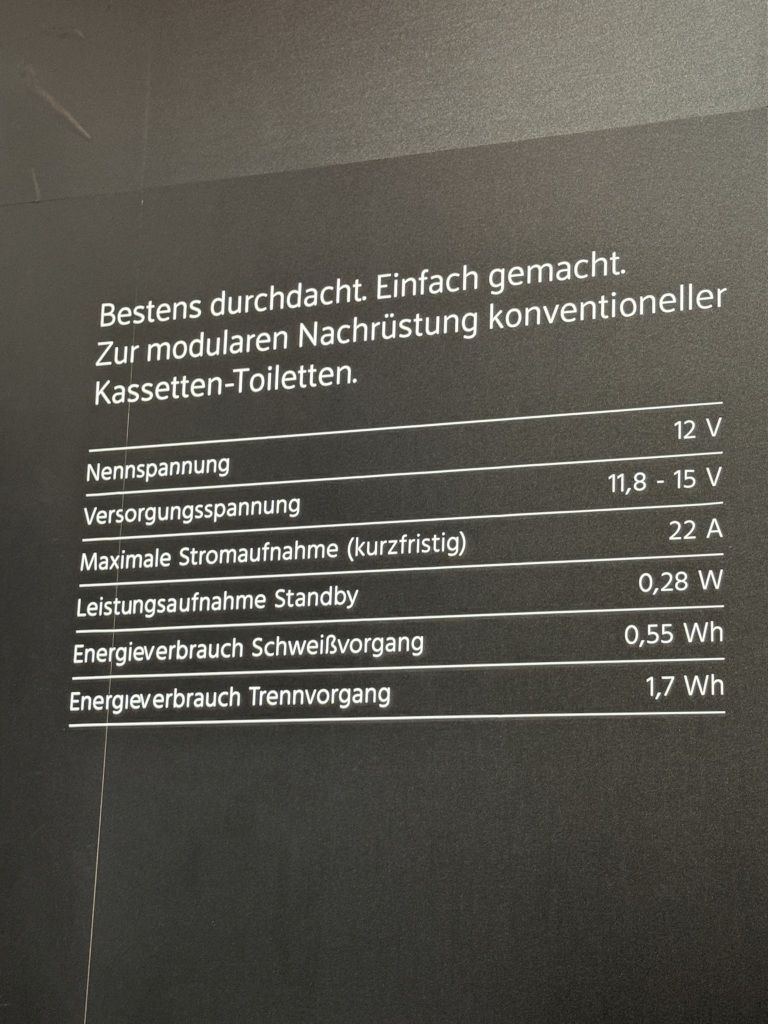 Bestens durchdacht. Einfach gemacht.
Zur modularen Nachrüstung konventioneller
Kassetten-Toiletten.
Nennspannung 12 V
Versorgungsspannung 11,8 - 15 V
Maximale Stromaufnahme (kurzfristig) 22 A
Leistungsaufnahme Standby 0,28 W
Energieverbrauch Schweißvorgang 0,55 Wh
Energieverbrauch Trennvorgang 1,7 Wh